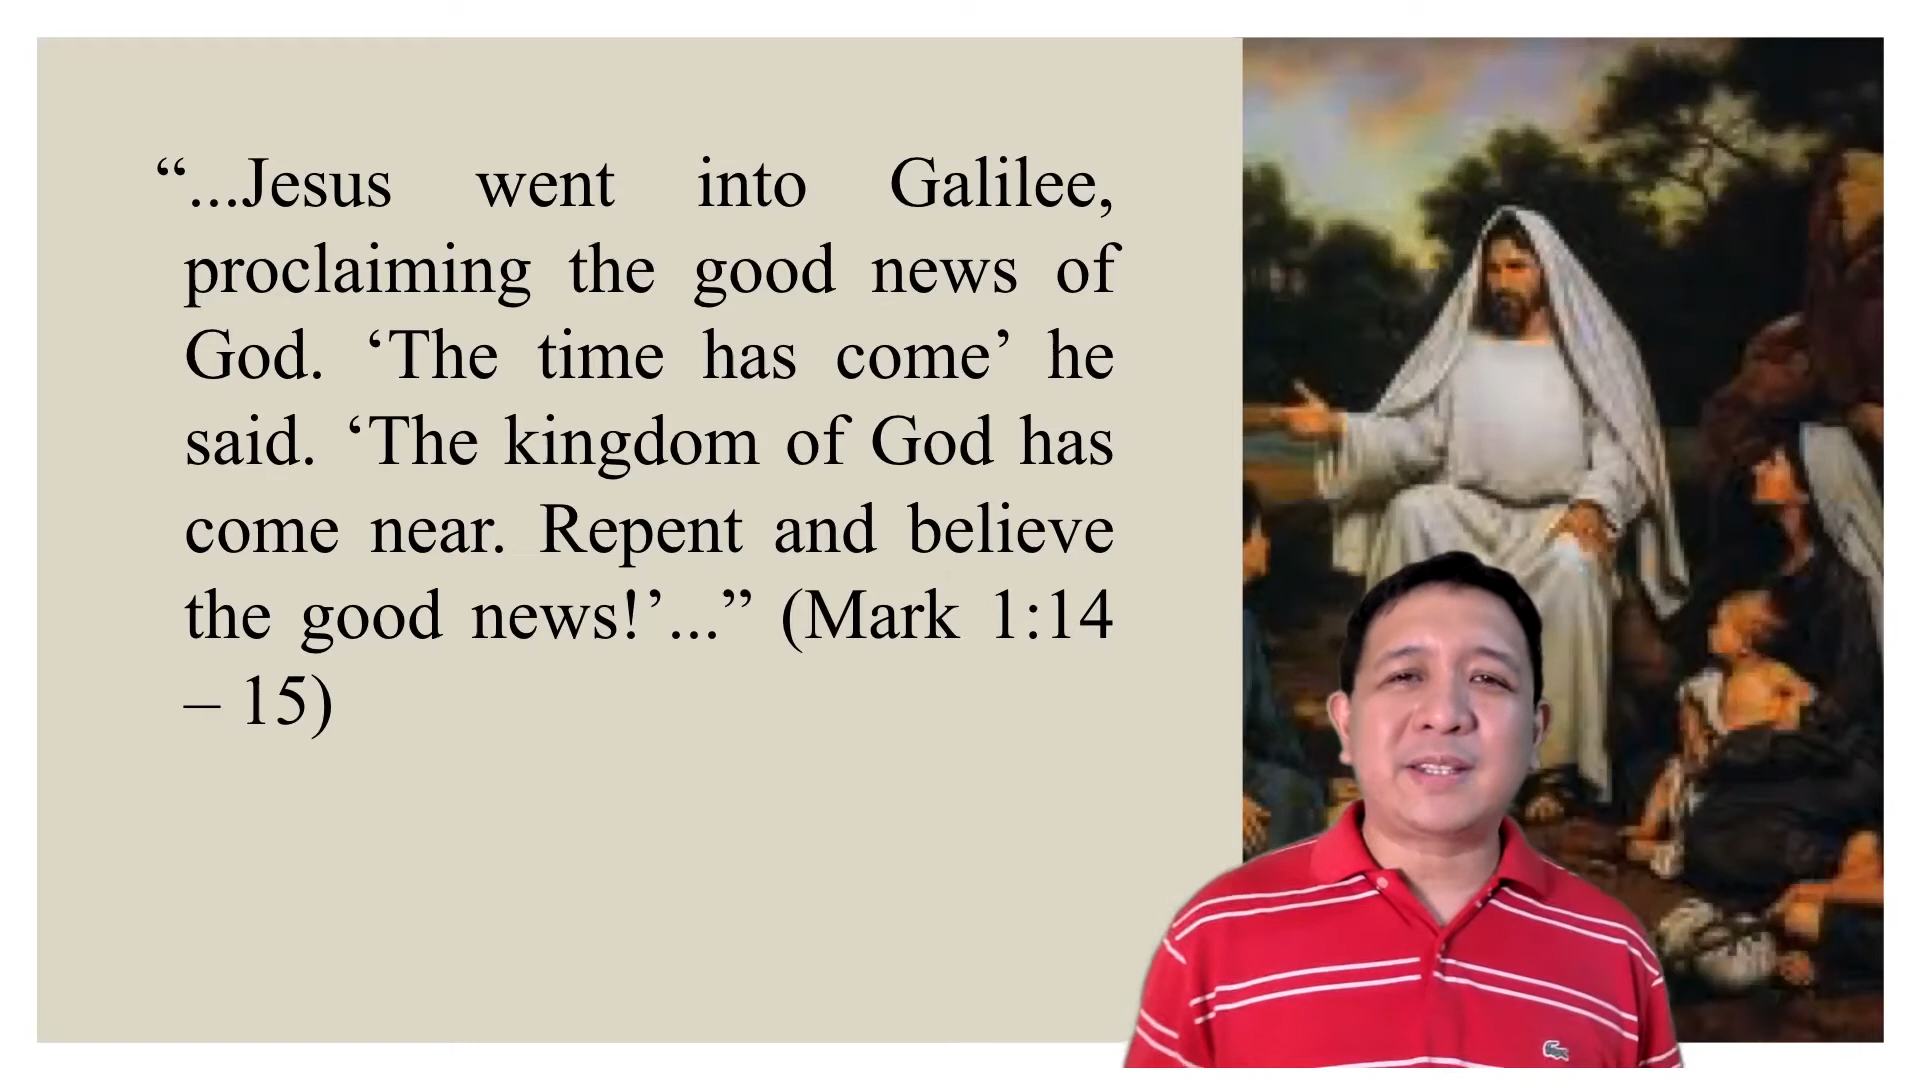 “...Jesus went into Galilee,
proclaiming the good news of
God. ‘The time has come’ he
said. ‘The kingdom of God has
come near. Repent and believe
the good news!’...” (Mark 1:14
– 15)